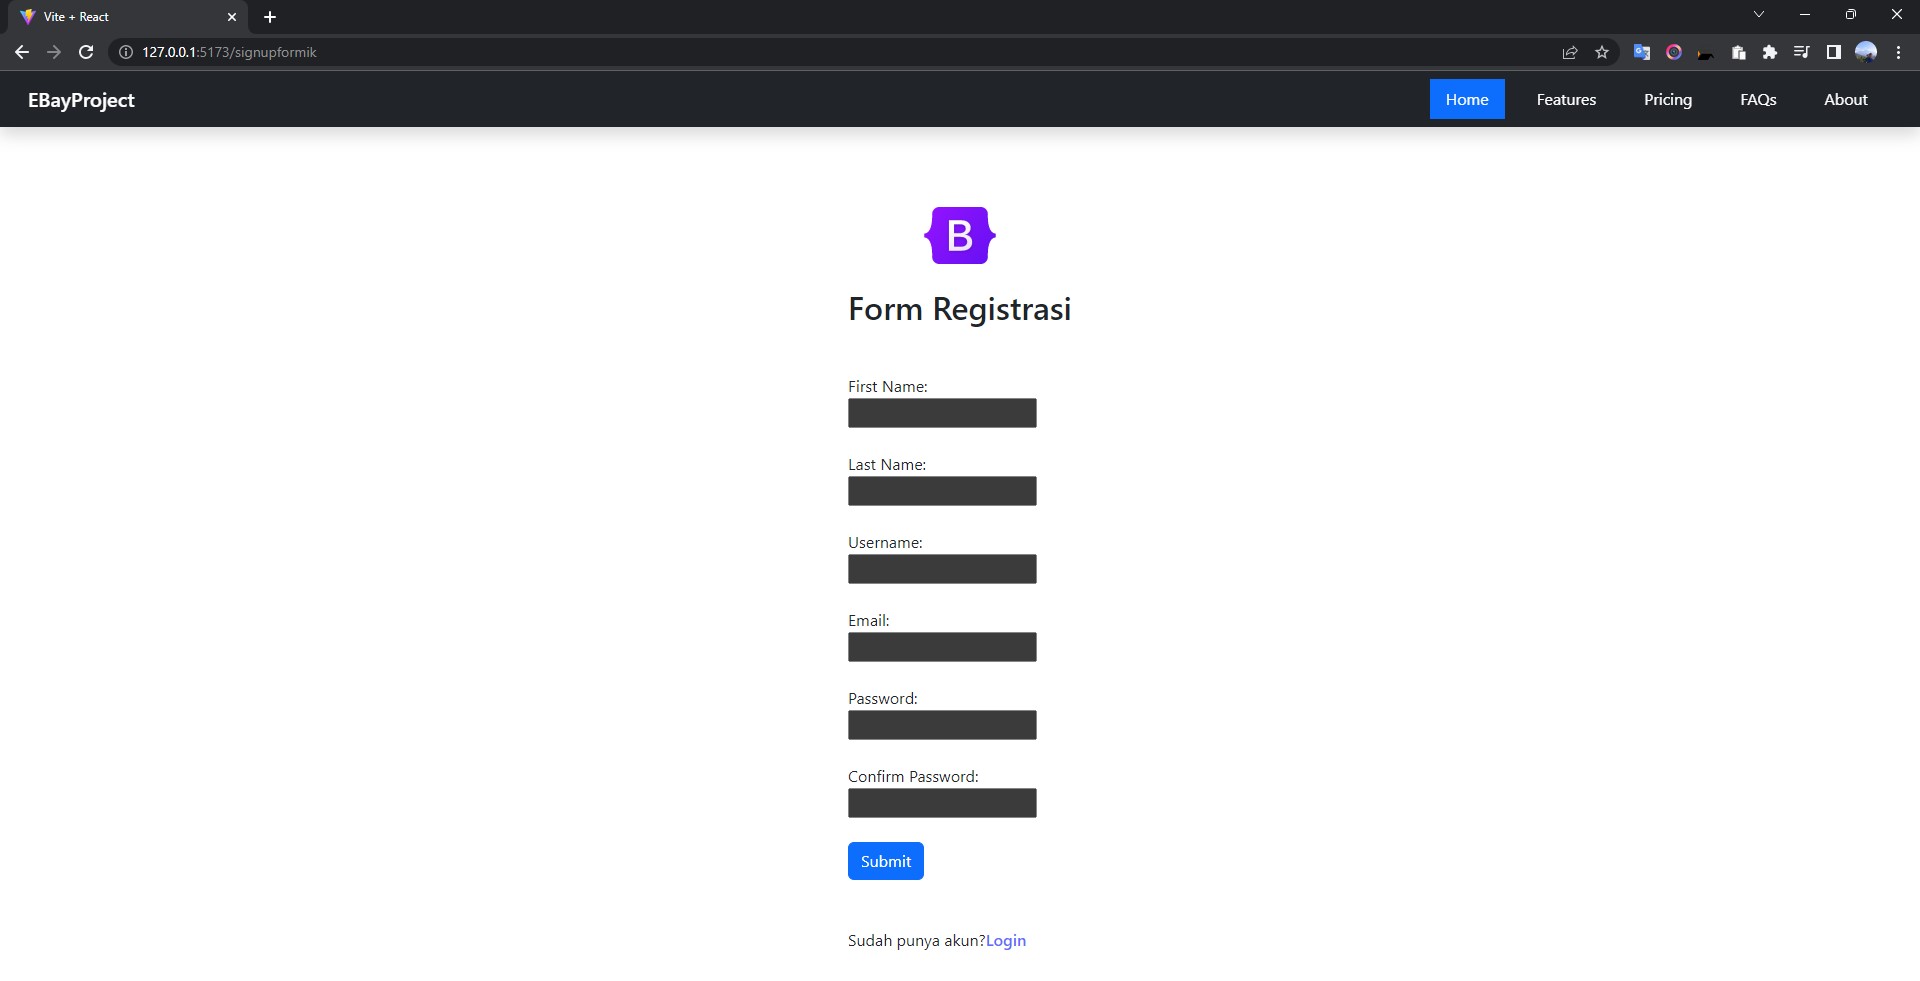 Vite + React
127.0.0.1:5173/signupformik
EBayProject
Home
Features
Pricing
FAQs
About
B
Form Registrasi
First Name:
Last Name:
Username:
Email:
Password:
Confirm Password:
Submit
Sudah punya akun?Login